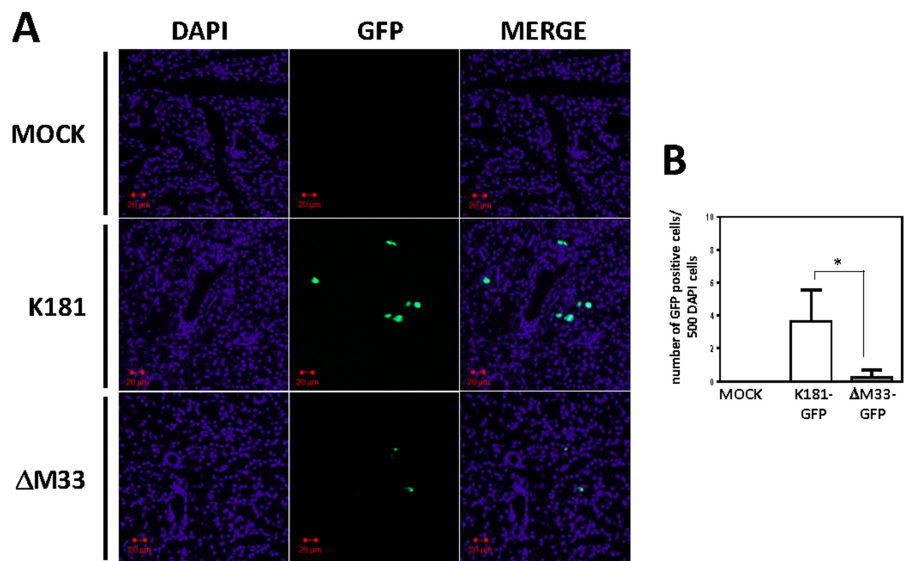 A
DAPI GFP MERGE
MOCK
20 µm 20 µm 20 µm
K181
20 µm 20 µm 20 µm
ΔM33
20 µm 20 µm 20 µm
B
number of GFP positive cells/
500 DAPI cells
10
8
6
4
2
0
*
MOCK K181- ΔM33-
GFP GFP